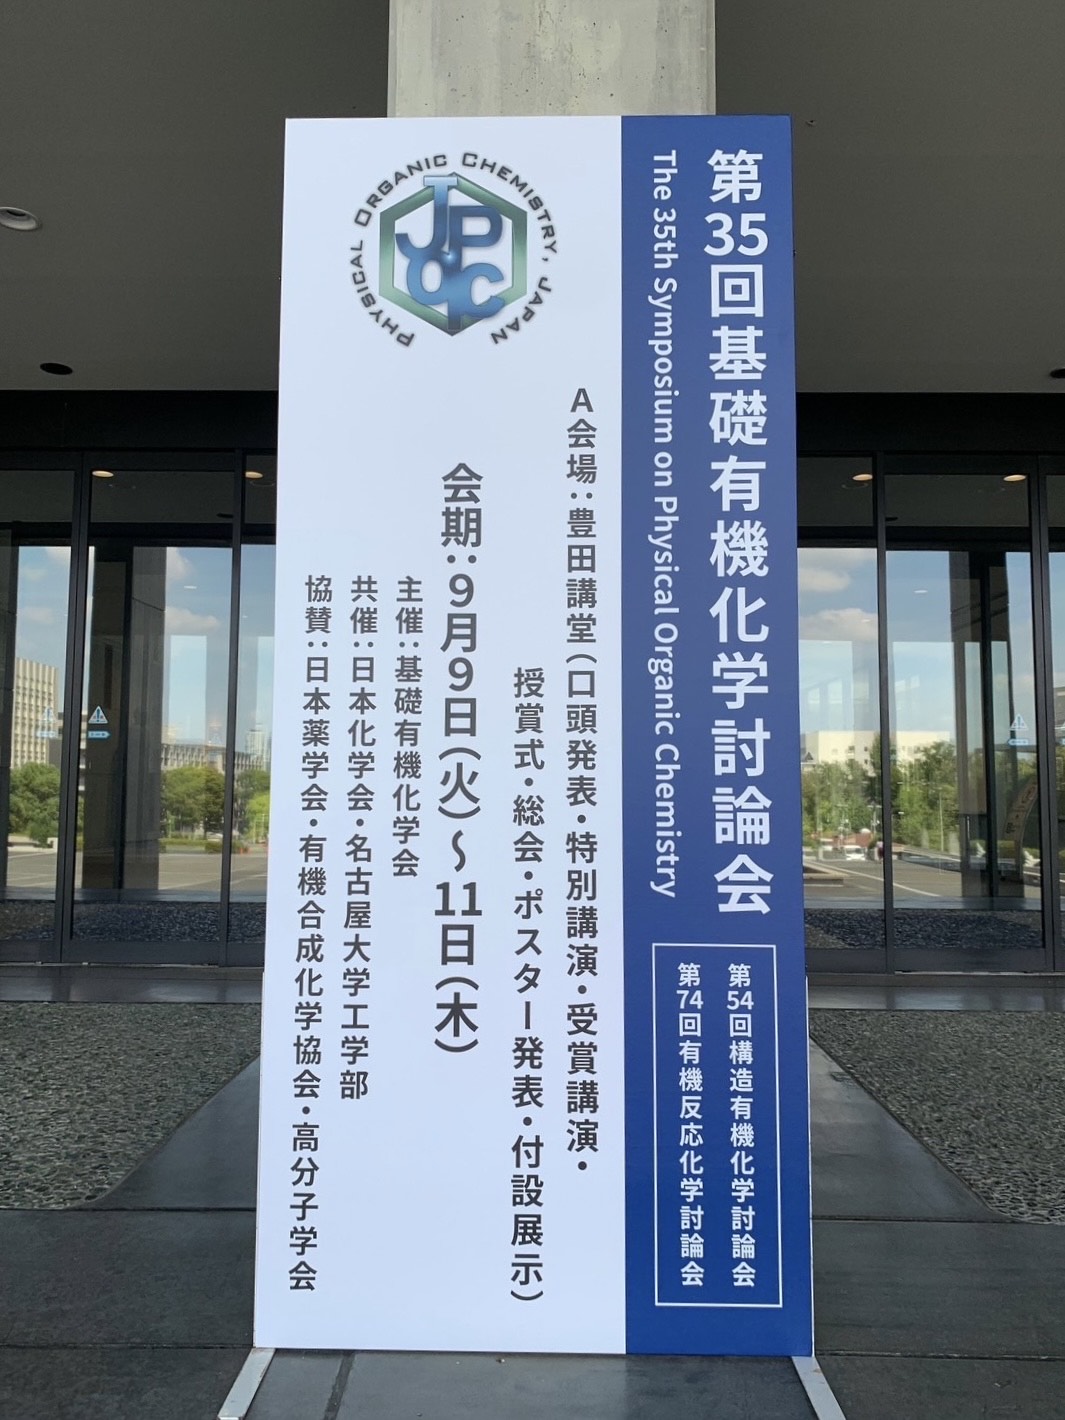 第35回基礎有機化学討論会
The 35th Symposium on Physical Organic Chemistry
第54回構造有機化学討論会
第74回有機反応化学討論会
PHYSICAL ORGANIC CHEMISTRY, JAPAN
JPOC
A会場:豊田講堂(口頭発表・特別講演・受賞講演・
授賞式・総会・ポスター発表・付設展示)
会期:9月9日(火)〜11日(木)
主催:基礎有機化学会
共催:日本化学会・名古屋大学工学部
協賛:日本薬学会・有機合成化学協会・高分子学会